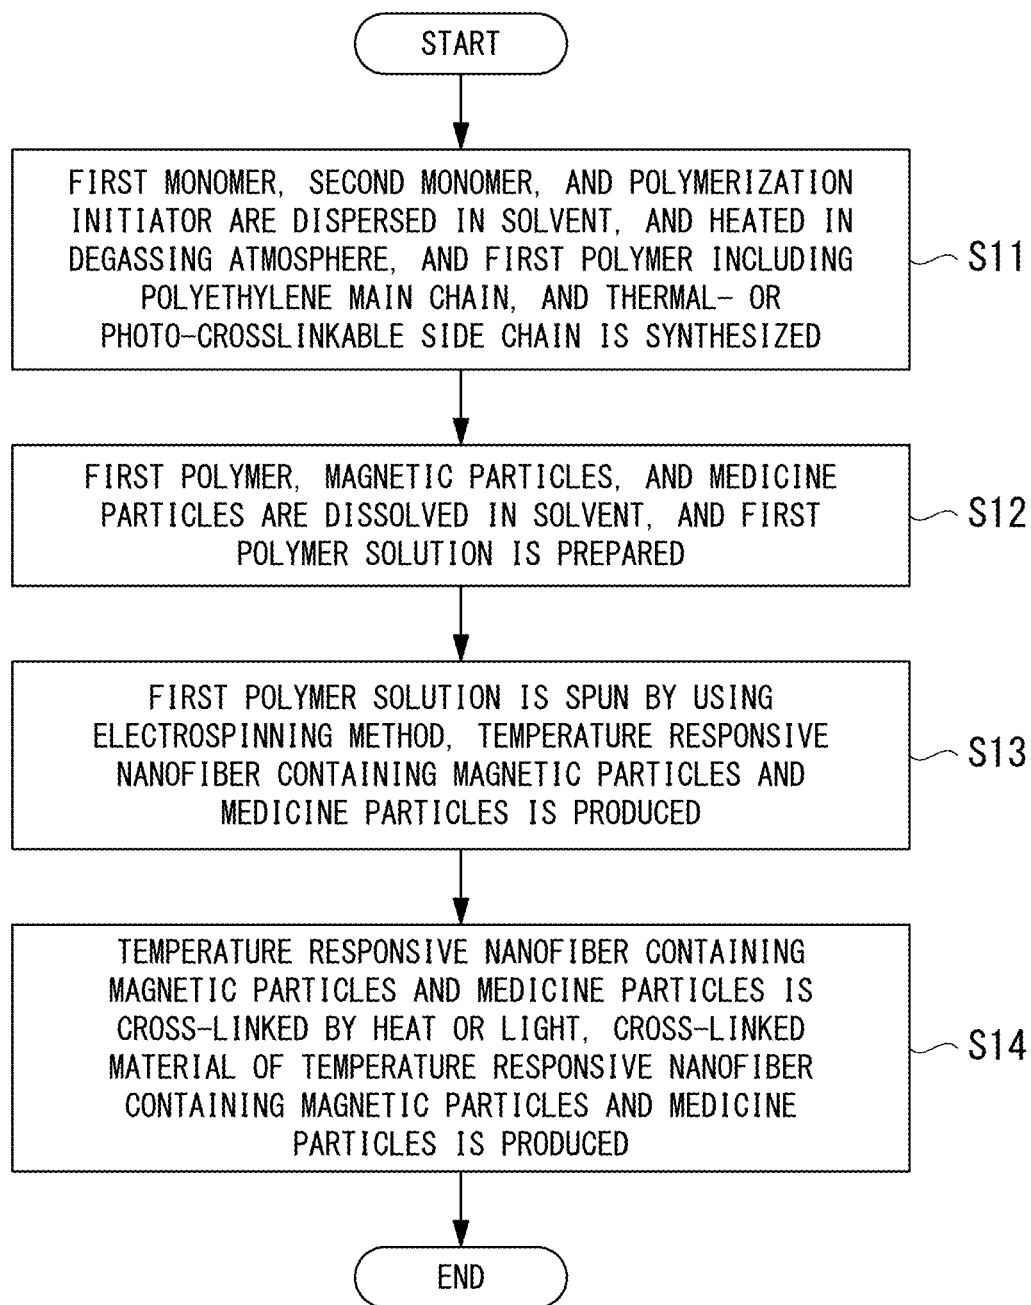 START
FIRST MONOMER, SECOND MONOMER, AND POLYMERIZATION
INITIATOR ARE DISPERSED IN SOLVENT, AND HEATED IN
DEGASSING ATMOSPHERE, AND FIRST POLYMER INCLUDING
POLYETHYLENE MAIN CHAIN, AND THERMAL- OR
PHOTO-CROSSLINKABLE SIDE CHAIN IS SYNTHESIZED
S11
FIRST POLYMER, MAGNETIC PARTICLES, AND MEDICINE
PARTICLES ARE DISSOLVED IN SOLVENT, AND FIRST
POLYMER SOLUTION IS PREPARED
S12
FIRST POLYMER SOLUTION IS SPUN BY USING
ELECTROSPINNING METHOD, TEMPERATURE RESPONSIVE
NANOFIBER CONTAINING MAGNETIC PARTICLES AND
MEDICINE PARTICLES IS PRODUCED
S13
TEMPERATURE RESPONSIVE NANOFIBER CONTAINING
MAGNETIC PARTICLES AND MEDICINE PARTICLES IS
CROSS-LINKED BY HEAT OR LIGHT, CROSS-LINKED
MATERIAL OF TEMPERATURE RESPONSIVE NANOFIBER
CONTAINING MAGNETIC PARTICLES AND MEDICINE
PARTICLES IS PRODUCED
S14
END